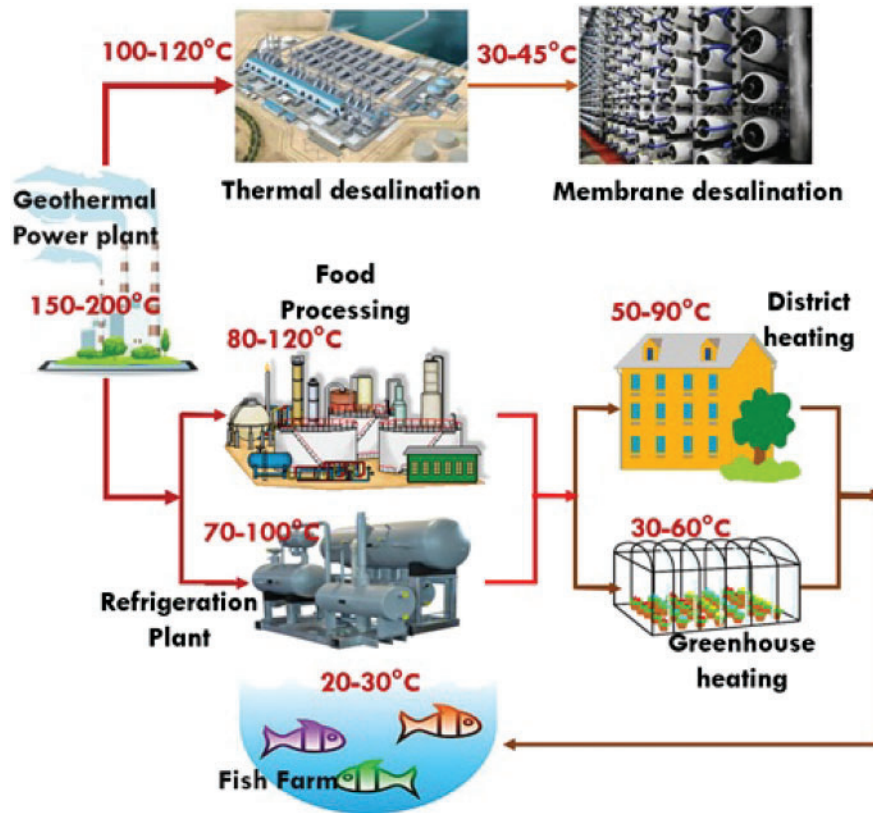 100-120°C
30-45°C
Thermal desalination
Membrane desalination
Geothermal
Power plant
150-200°C
Food
Processing
80-120°C
50-90°C
District
heating
70-100°C
Refrigeration
Plant
30-60°C
Greenhouse
heating
20-30°C
Fish Farm